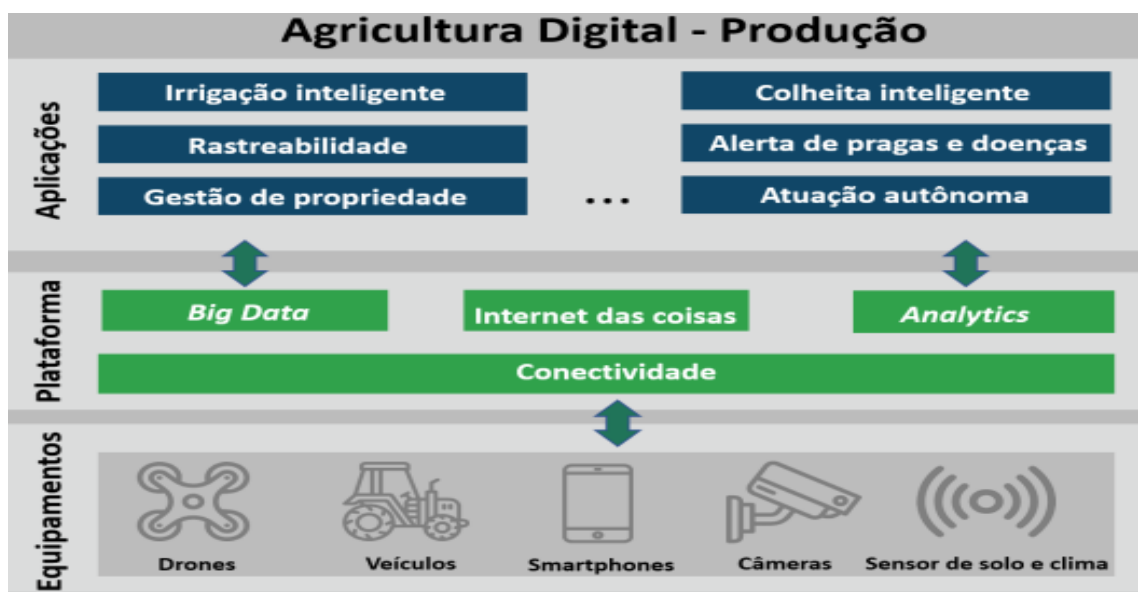 Agricultura Digital - Produção
Aplicações
Irrigação inteligente
Colheita inteligente
Rastreabilidade
Alerta de pragas e doenças
Gestão de propriedade
...
Atuação autônoma
Plataforma
Big Data
Internet das coisas
Analytics
Conectividade
Equipamentos
Drones
Veículos
Smartphones
Câmeras
Sensor de solo e clima